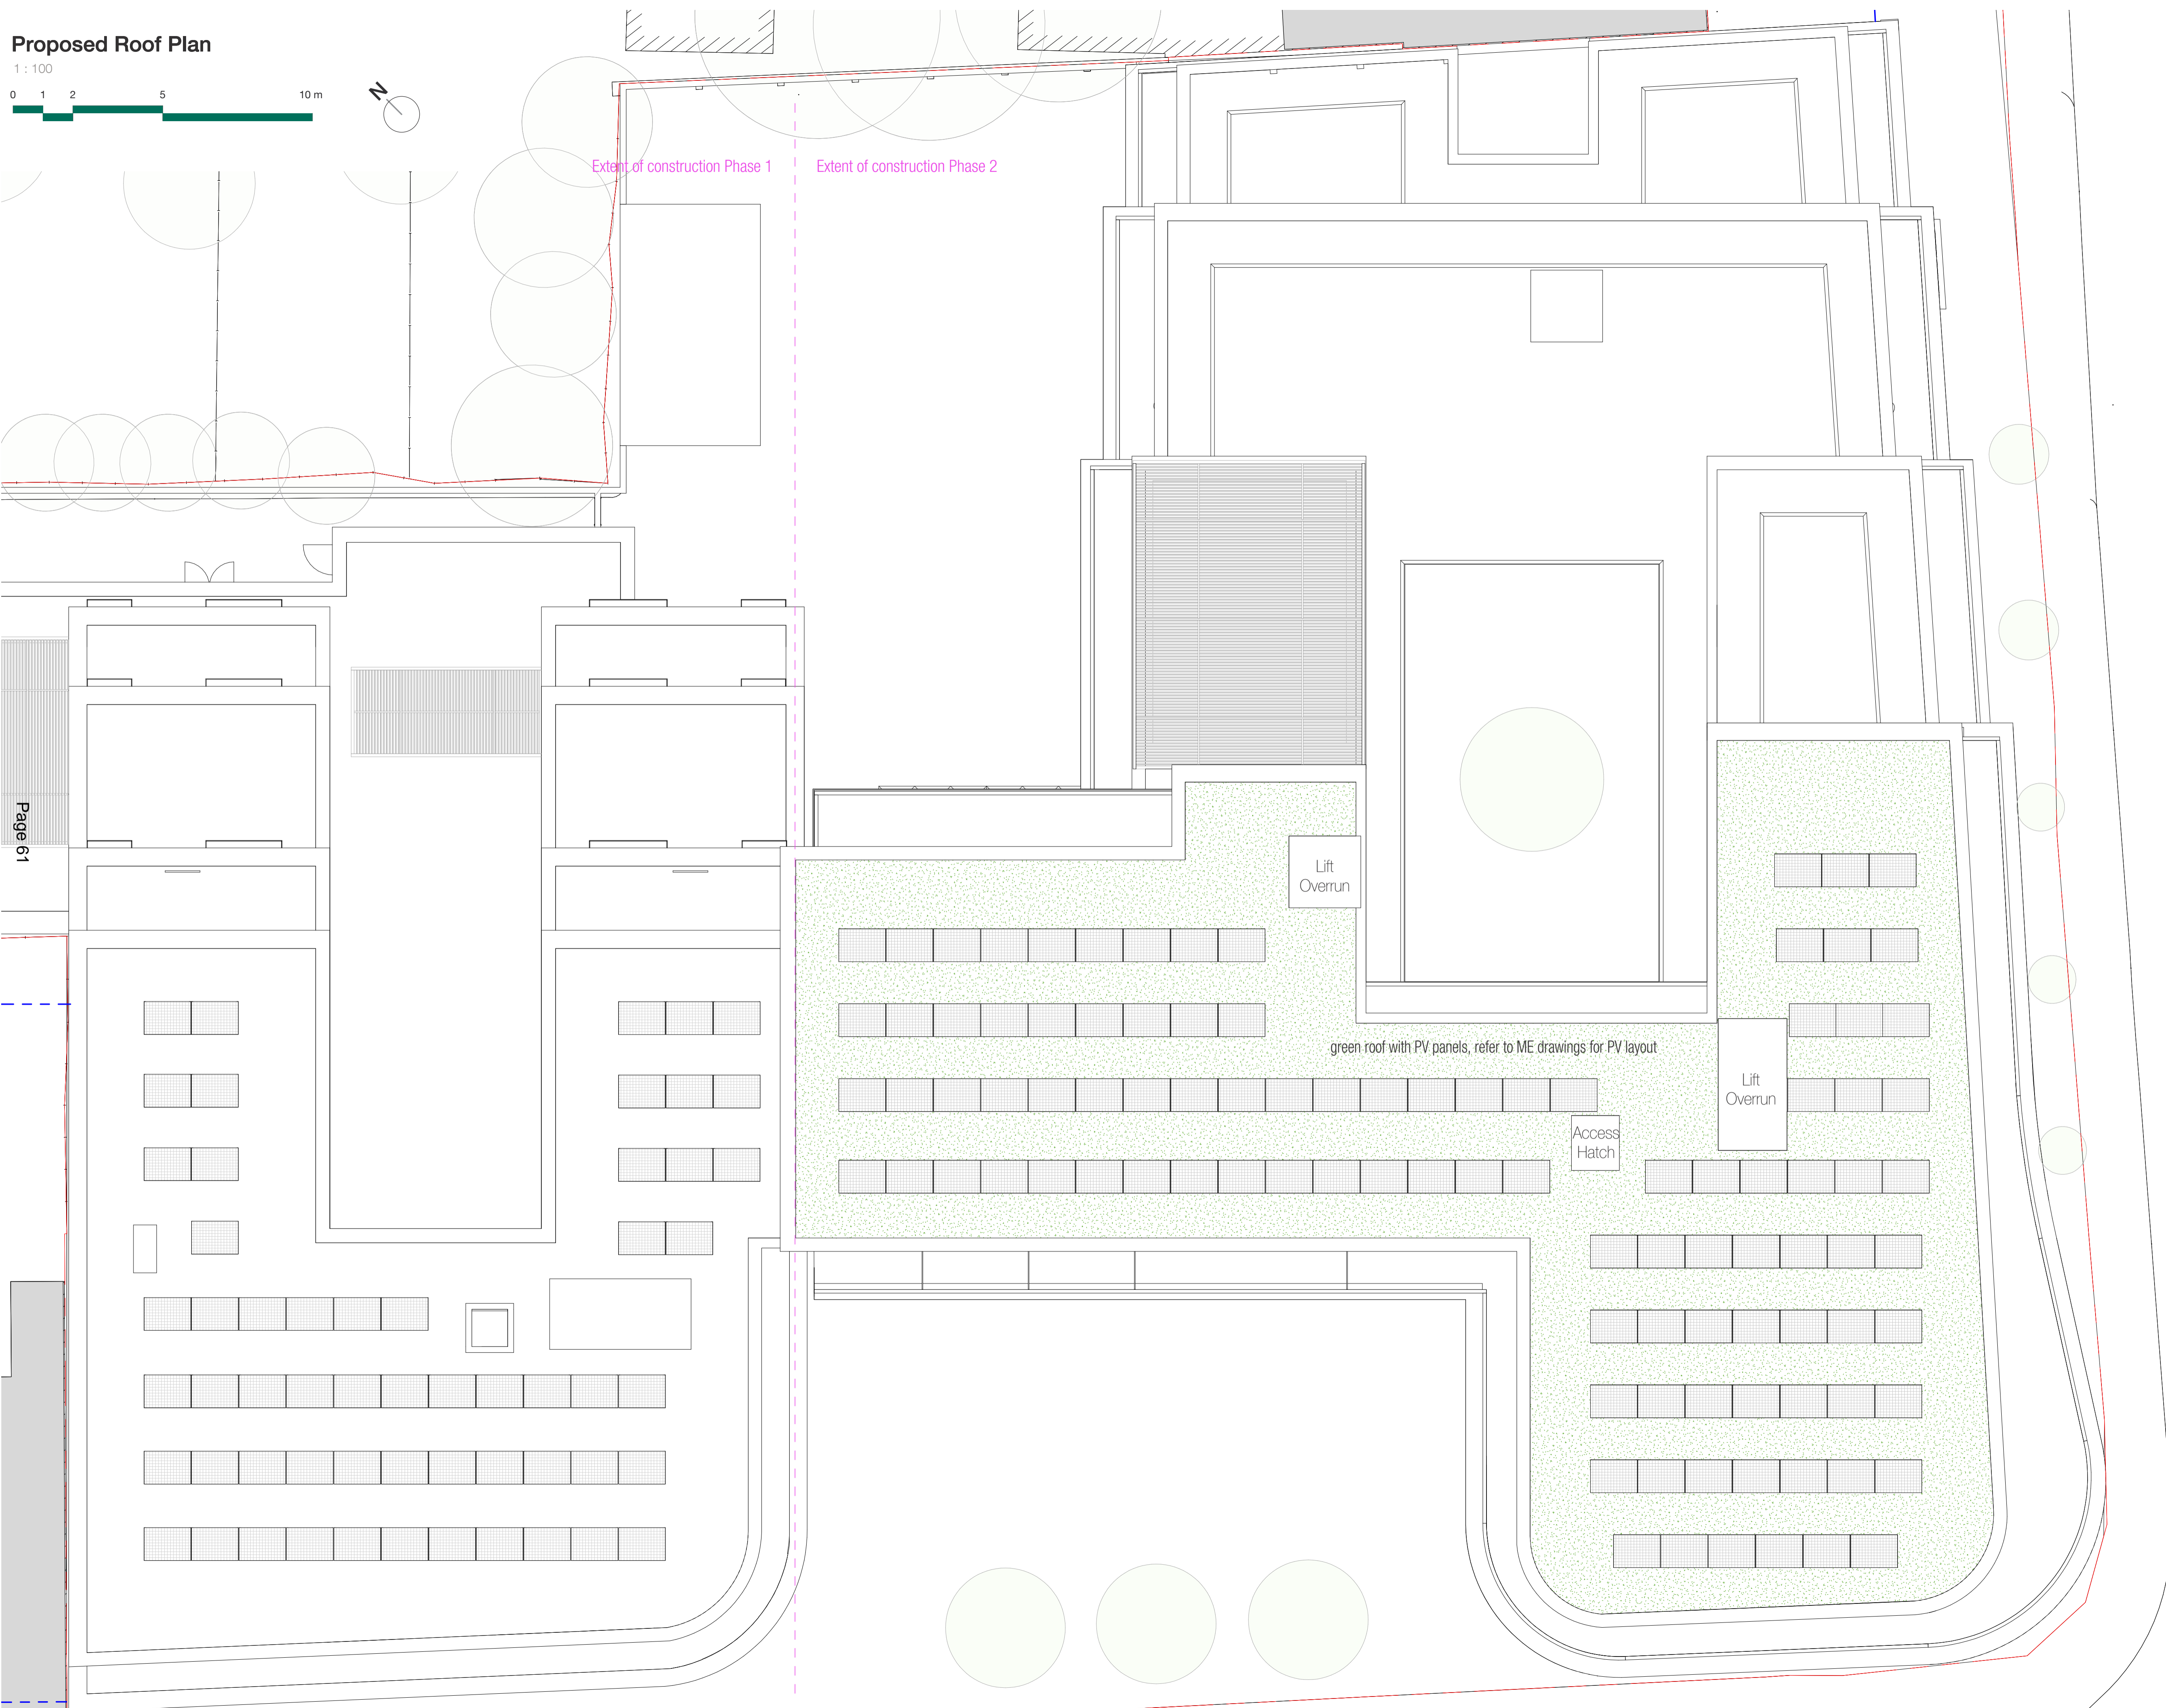 Proposed Roof Plan
1 : 100
0 1 2 5 10 m
N
Extent of construction Phase 1
Extent of construction Phase 2
Page 61
Lift
Overrun
green roof with PV panels, refer to ME drawings for PV layout
Lift
Overrun
Access
Hatch